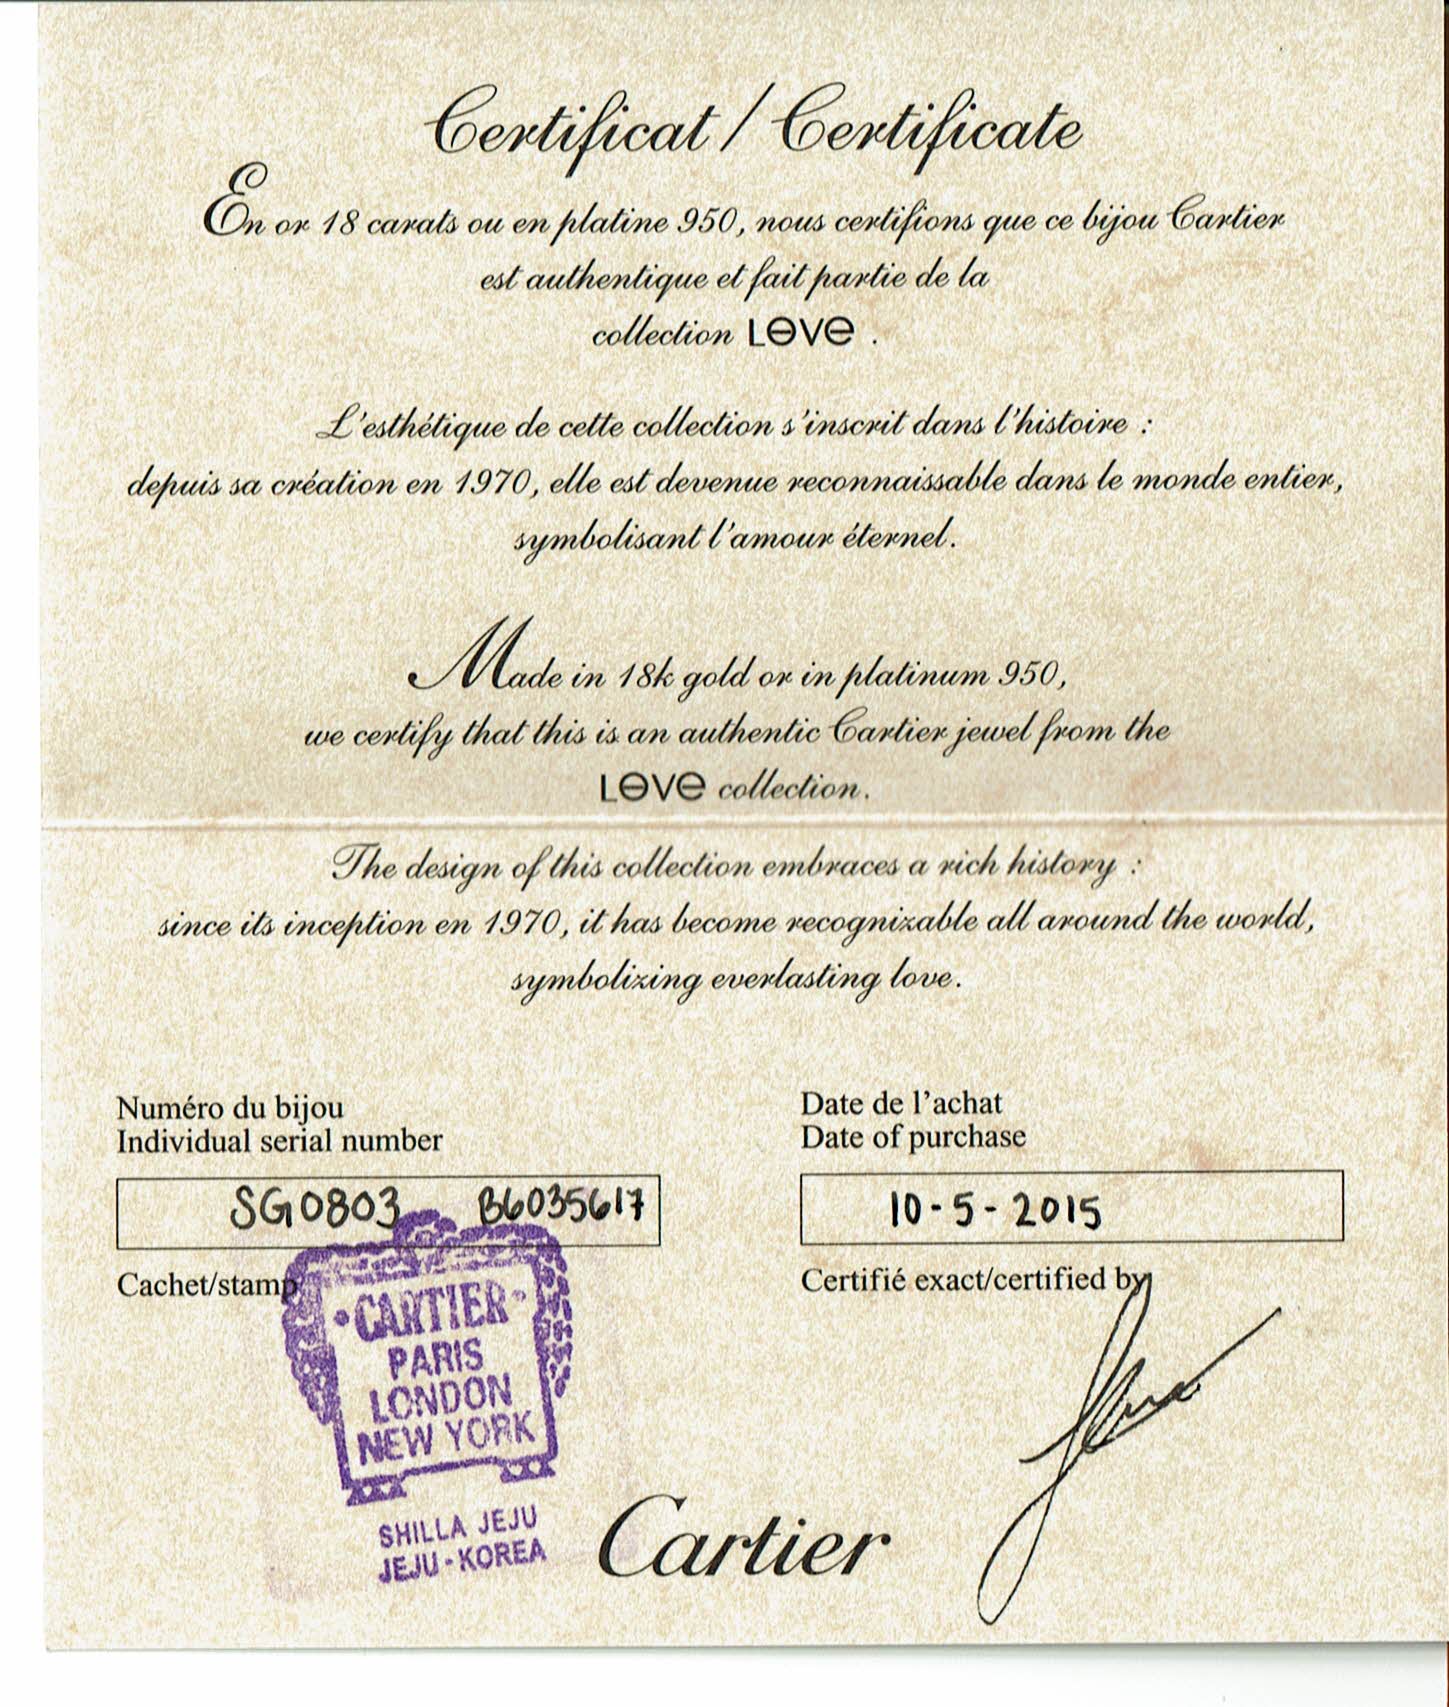 Certificat / Certificate
En or 18 carats ou en platine 950, nous certifions que ce bijou Cartier
est authentique et fait partie de la
collection LOVE .
L'esthétique de cette collection s'inscrit dans l'histoire :
depuis sa création en 1970, elle est devenue reconnaissable dans le monde entier,
symbolisant l'amour éternel.
Made in 18k gold or in platinum 950,
we certify that this is an authentic Cartier jewel from the
LOVE collection.
The design of this collection embraces a rich history :
since its inception en 1970, it has become recognizable all around the world,
symbolizing everlasting love.
Numéro du bijou
Individual serial number
SG0803 B6035617
Cachet/stamp
CARTIER
PARIS
LONDON
NEW YORK
SHILLA JEJU
JEJU-KOREA
Date de l'achat
Date of purchase
10-5-2015
Certifié exact/certified by
Cartier